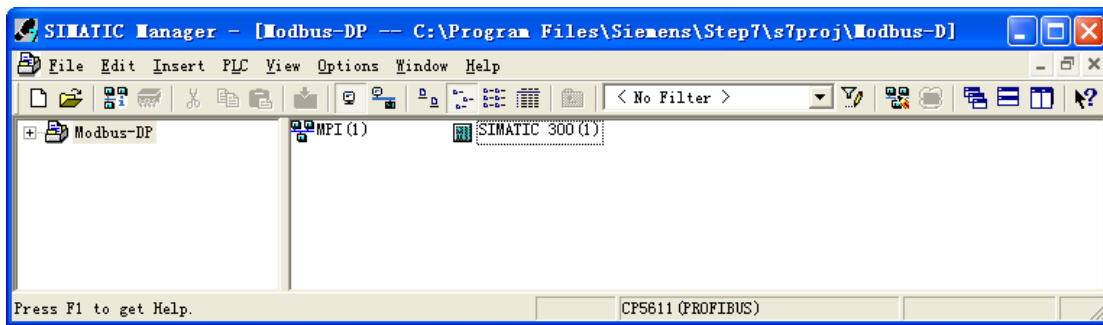 SIMATIC Manager - [Modbus-DP -- C:\Program Files\Siemens\Step7\s7proj\Modbus-D]
File Edit Insert PLC View Options Window Help
< No Filter >
Modbus-DP
MPI(1) SIMATIC 300(1)
Press F1 to get Help. CP5611(PROFIBUS)